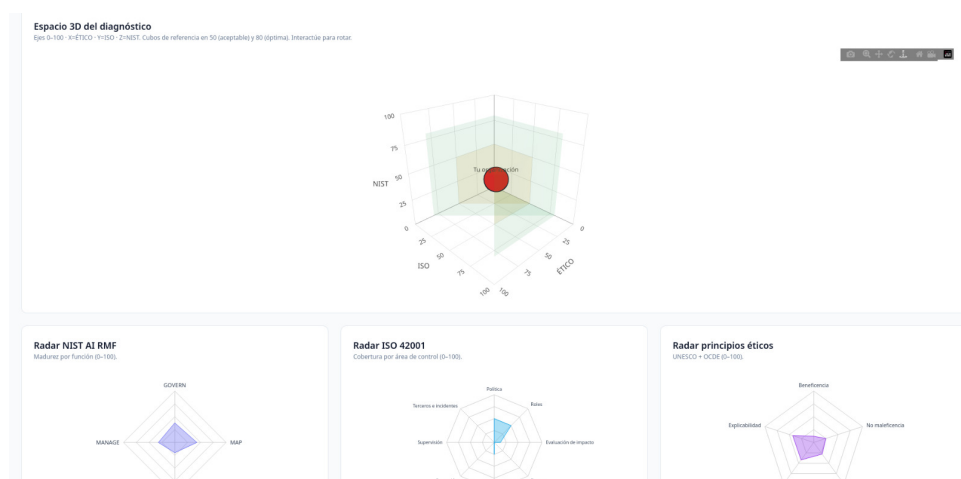 Espacio 3D del diagnóstico
Ejes 0–100 · X=ÉTICO · Y=ISO · Z=NIST. Cubos de referencia en 50 (aceptable) y 80 (óptima). Interactúe para rotar.
100
75
NIST 50
25
0
25
50
75
100
ISO
Tu
0
25
50
75
100
ÉTICO
Radar NIST AI RMF
Madurez por función (0–100).
GOVERN
MANAGE
MAP
Radar ISO 42001
Cobertura por área de control (0–100).
Política
Terceros e incidentes
Roles
Supervisión
Evaluación de impacto
Radar principios éticos
UNESCO + OCDE (0–100).
Beneficencia
Explicabilidad
No maleficencia